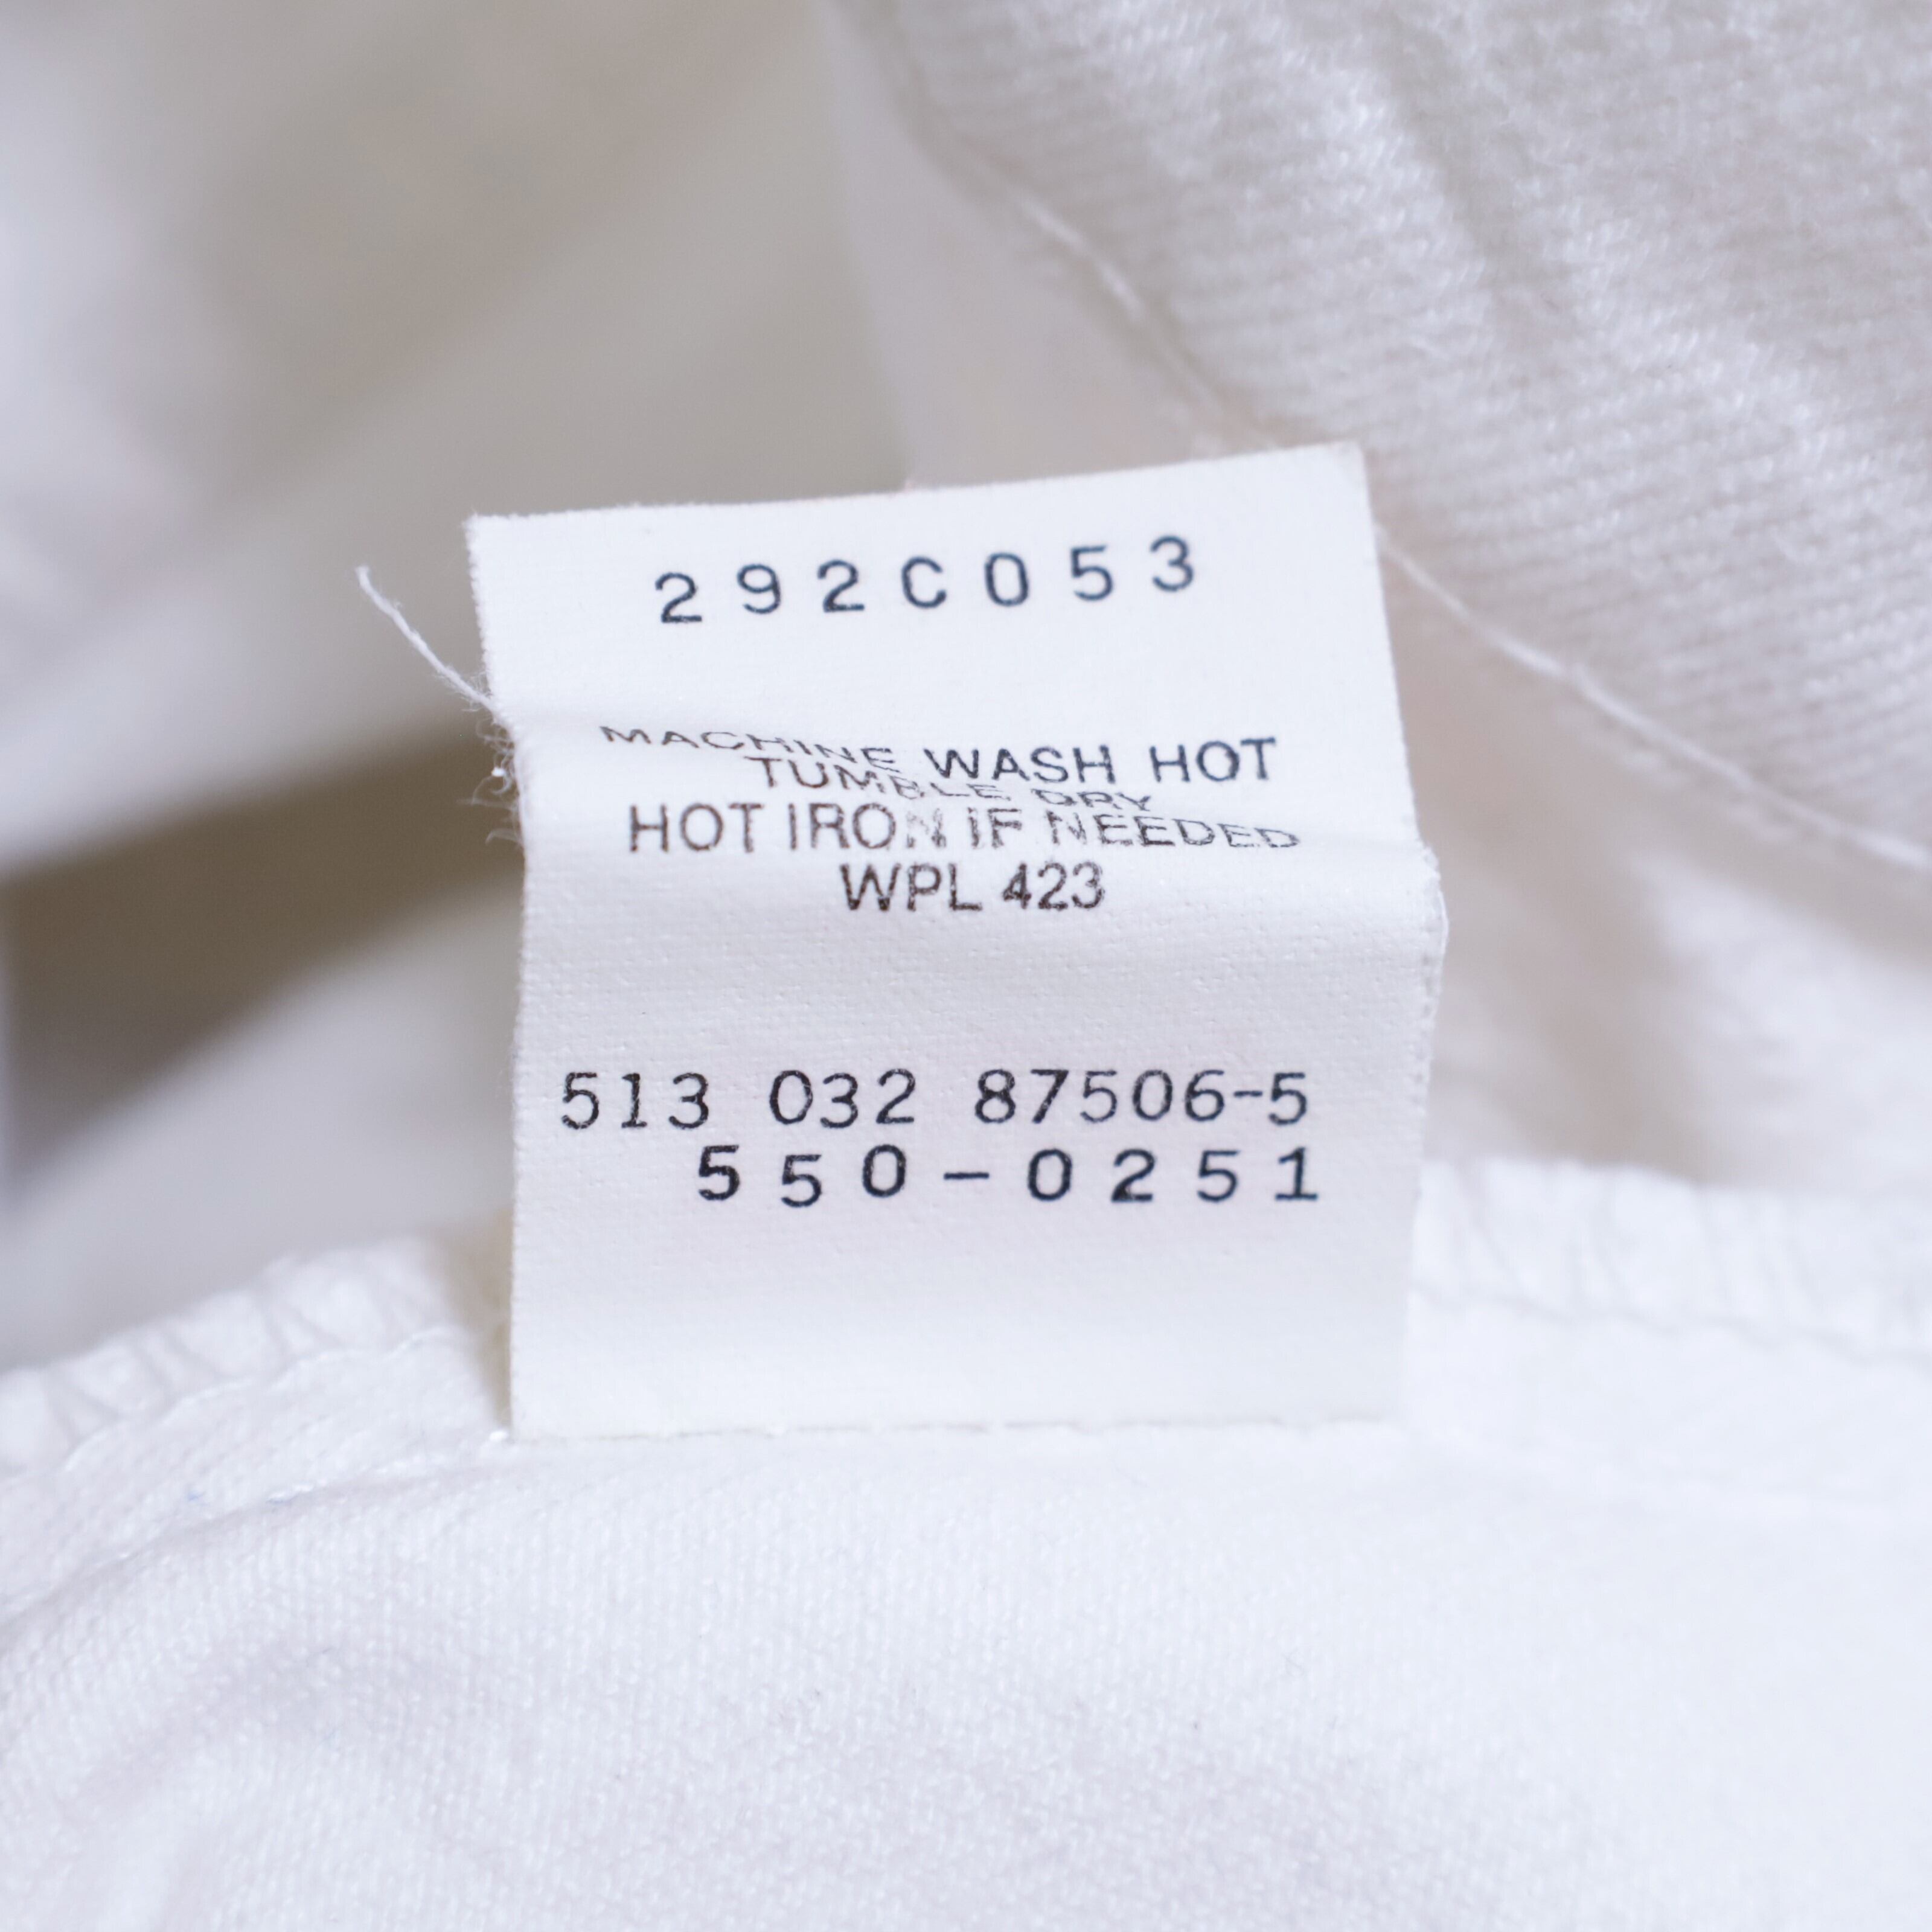 292C053
MACHINE WASH HOT
TUMBLE DRY
HOT IRON IF NEEDED
WPL 423
513 032 87506-5
550-0251